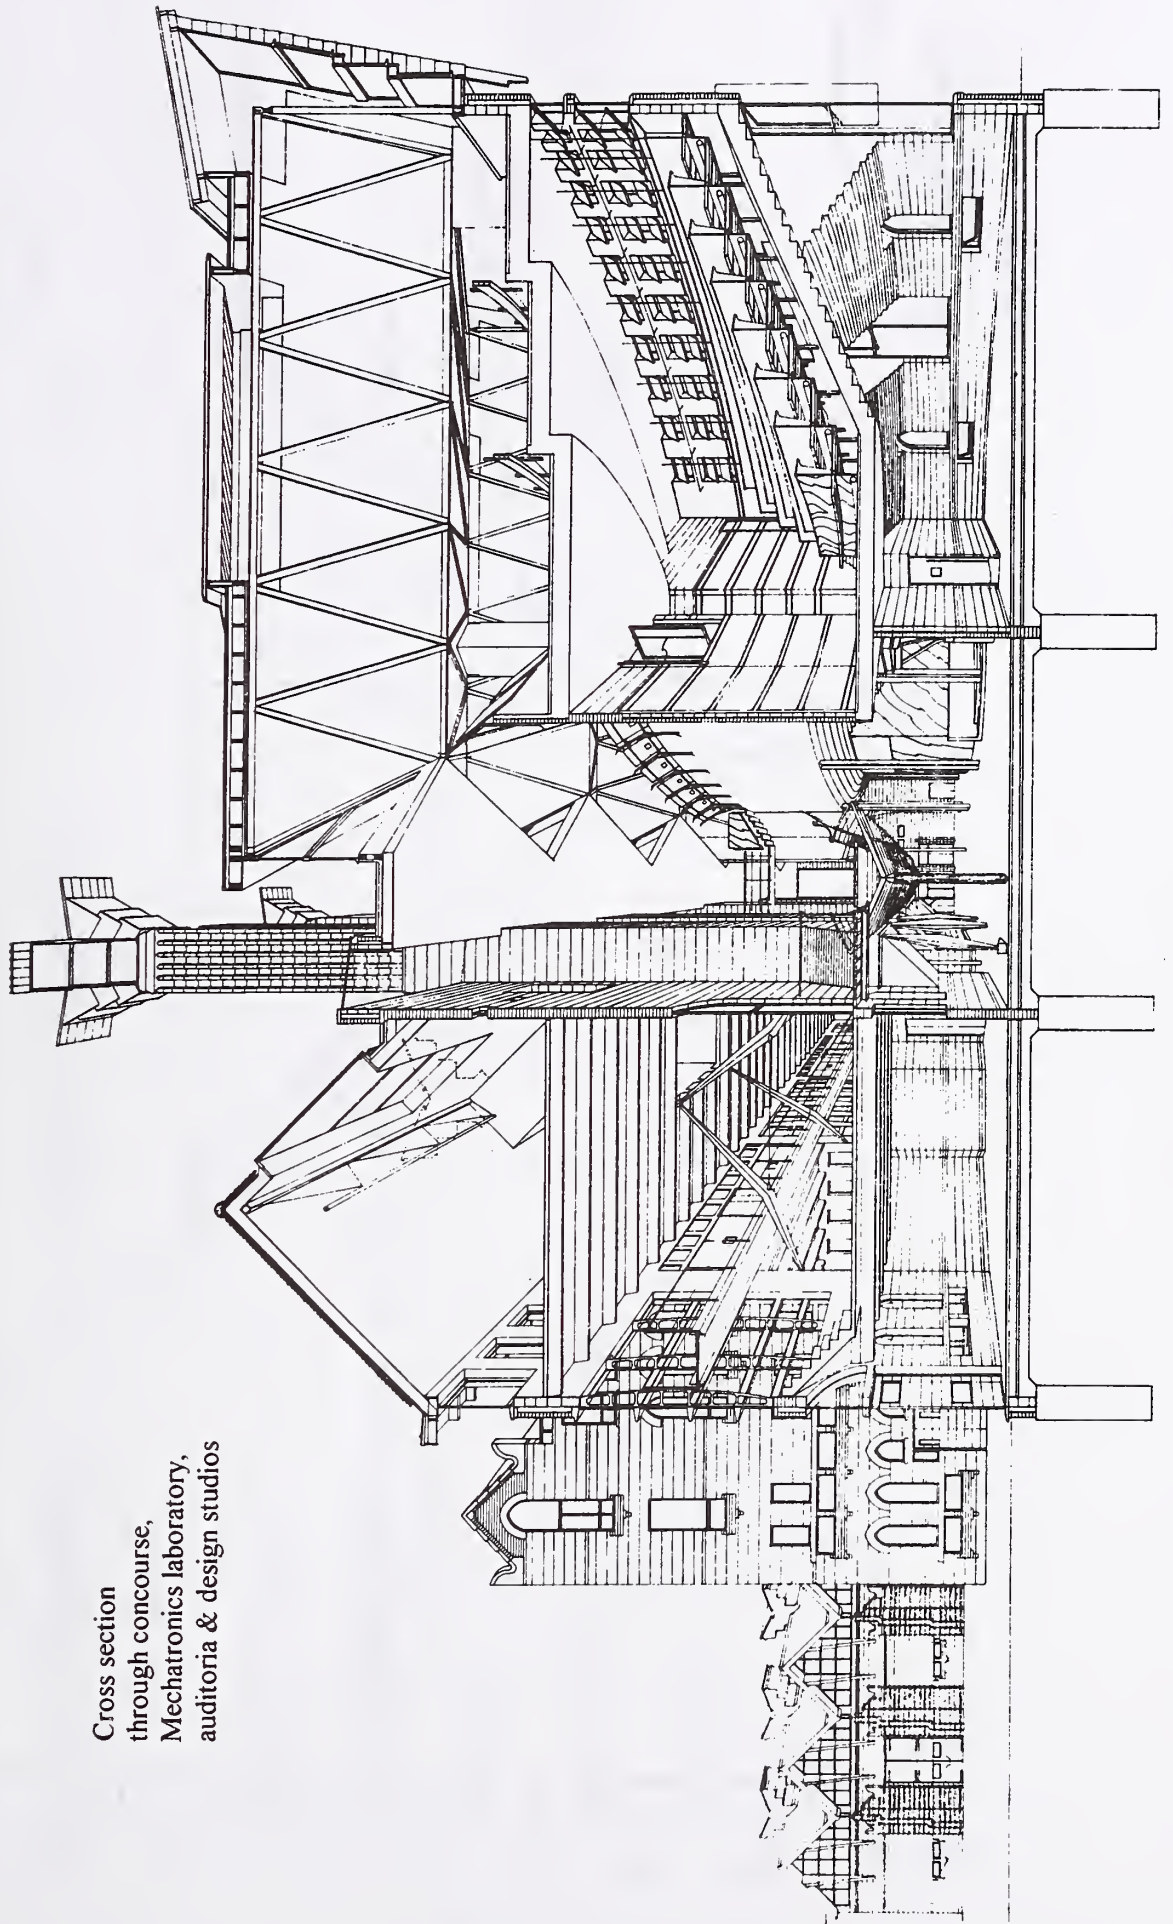 Cross section
through concourse,
Mechatronics laboratory,
auditoria & design studios